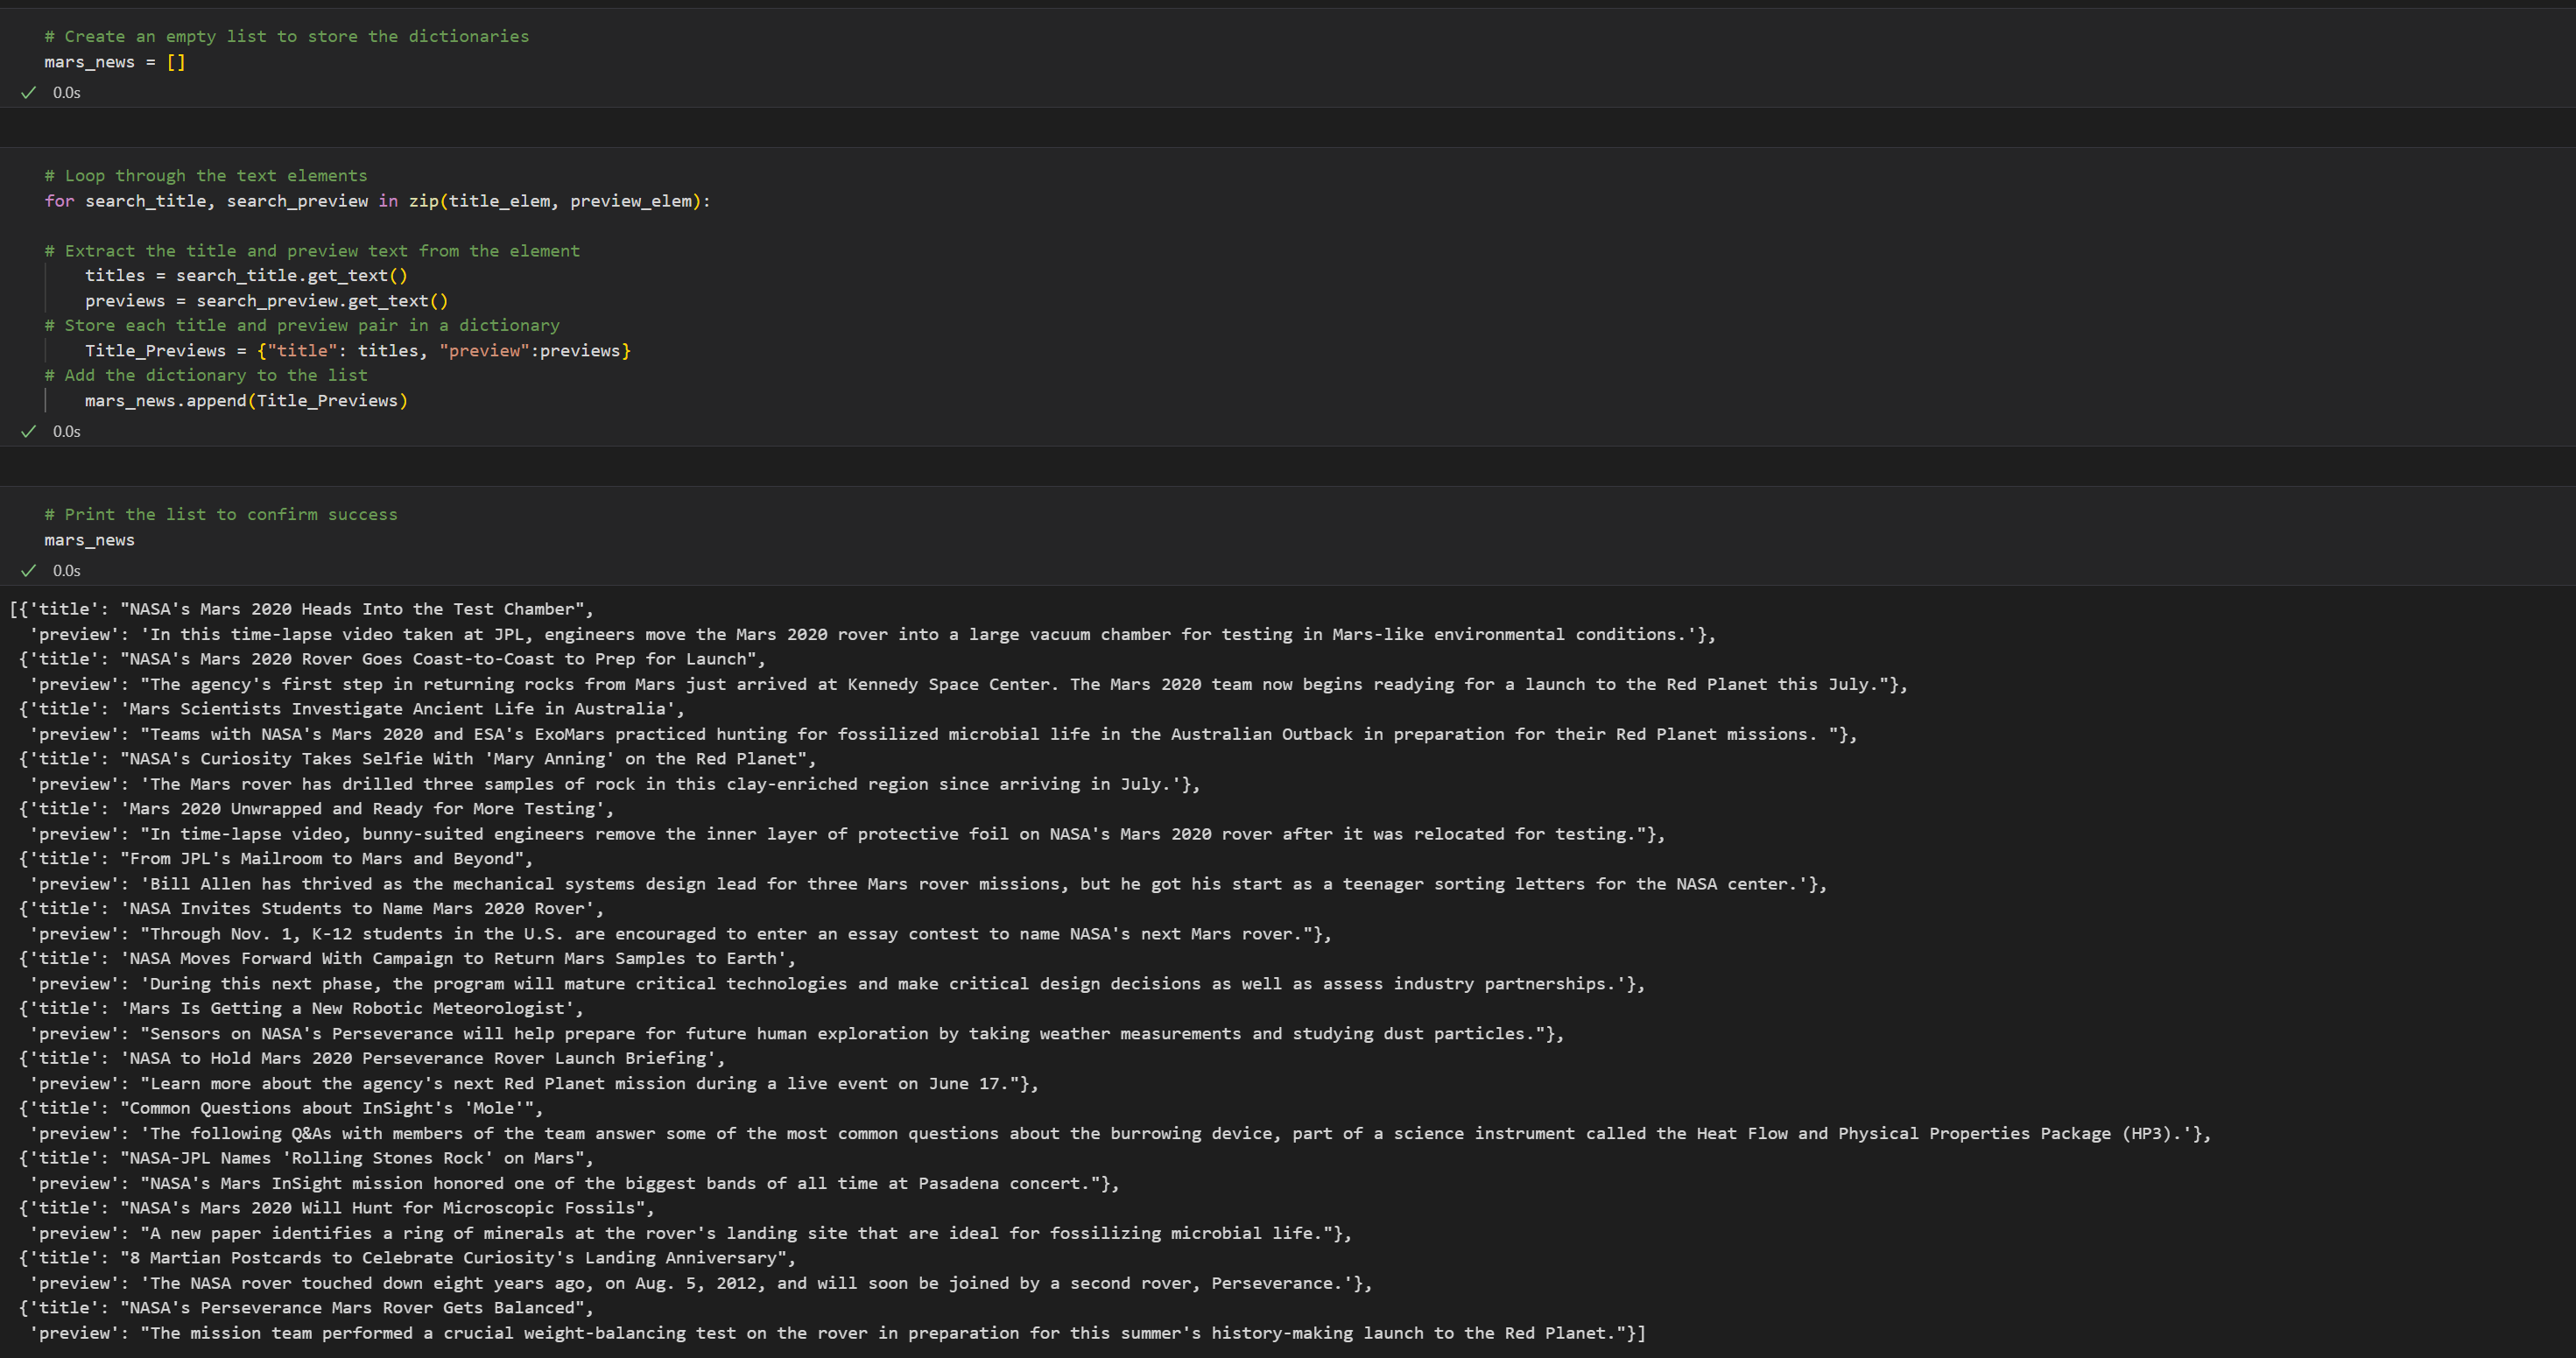 # Create an empty list to store the dictionaries
mars_news = []
0.0s
# Loop through the text elements
for search_title, search_preview in zip(title_elem, preview_elem):
# Extract the title and preview text from the element
    titles = search_title.get_text()
    previews = search_preview.get_text()
# Store each title and preview pair in a dictionary
    Title_Previews = {"title": titles, "preview":previews}
# Add the dictionary to the list
    mars_news.append(Title_Previews)
0.0s
# Print the list to confirm success
mars_news
0.0s
[{'title': "NASA's Mars 2020 Heads Into the Test Chamber",
  'preview': 'In this time-lapse video taken at JPL, engineers move the Mars 2020 rover into a large vacuum chamber for testing in Mars-like environmental conditions.'},
 {'title': "NASA's Mars 2020 Rover Goes Coast-to-Coast to Prep for Launch",
  'preview': "The agency's first step in returning rocks from Mars just arrived at Kennedy Space Center. The Mars 2020 team now begins readying for a launch to the Red Planet this July."},
 {'title': 'Mars Scientists Investigate Ancient Life in Australia',
  'preview': "Teams with NASA's Mars 2020 and ESA's ExoMars practiced hunting for fossilized microbial life in the Australian Outback in preparation for their Red Planet missions. "},
 {'title': "NASA's Curiosity Takes Selfie With 'Mary Anning' on the Red Planet",
  'preview': 'The Mars rover has drilled three samples of rock in this clay-enriched region since arriving in July.'},
 {'title': 'Mars 2020 Unwrapped and Ready for More Testing',
  'preview': "In time-lapse video, bunny-suited engineers remove the inner layer of protective foil on NASA's Mars 2020 rover after it was relocated for testing."},
 {'title': "From JPL's Mailroom to Mars and Beyond",
  'preview': 'Bill Allen has thrived as the mechanical systems design lead for three Mars rover missions, but he got his start as a teenager sorting letters for the NASA center.'},
 {'title': 'NASA Invites Students to Name Mars 2020 Rover',
  'preview': "Through Nov. 1, K-12 students in the U.S. are encouraged to enter an essay contest to name NASA's next Mars rover."},
 {'title': 'NASA Moves Forward With Campaign to Return Mars Samples to Earth',
  'preview': 'During this next phase, the program will mature critical technologies and make critical design decisions as well as assess industry partnerships.'},
 {'title': 'Mars Is Getting a New Robotic Meteorologist',
  'preview': "Sensors on NASA's Perseverance will help prepare for future human exploration by taking weather measurements and studying dust particles."},
 {'title': 'NASA to Hold Mars 2020 Perseverance Rover Launch Briefing',
  'preview': "Learn more about the agency's next Red Planet mission during a live event on June 17."},
 {'title': "Common Questions about InSight's 'Mole'",
  'preview': 'The following Q&As with members of the team answer some of the most common questions about the burrowing device, part of a science instrument called the Heat Flow and Physical Properties Package (HP3).'},
 {'title': "NASA-JPL Names 'Rolling Stones Rock' on Mars",
  'preview': "NASA's Mars InSight mission honored one of the biggest bands of all time at Pasadena concert."},
 {'title': "NASA's Mars 2020 Will Hunt for Microscopic Fossils",
  'preview': "A new paper identifies a ring of minerals at the rover's landing site that are ideal for fossilizing microbial life."},
 {'title': "8 Martian Postcards to Celebrate Curiosity's Landing Anniversary",
  'preview': 'The NASA rover touched down eight years ago, on Aug. 5, 2012, and will soon be joined by a second rover, Perseverance.'},
 {'title': "NASA's Perseverance Mars Rover Gets Balanced",
  'preview': "The mission team performed a crucial weight-balancing test on the rover in preparation for this summer's history-making launch to the Red Planet."}]